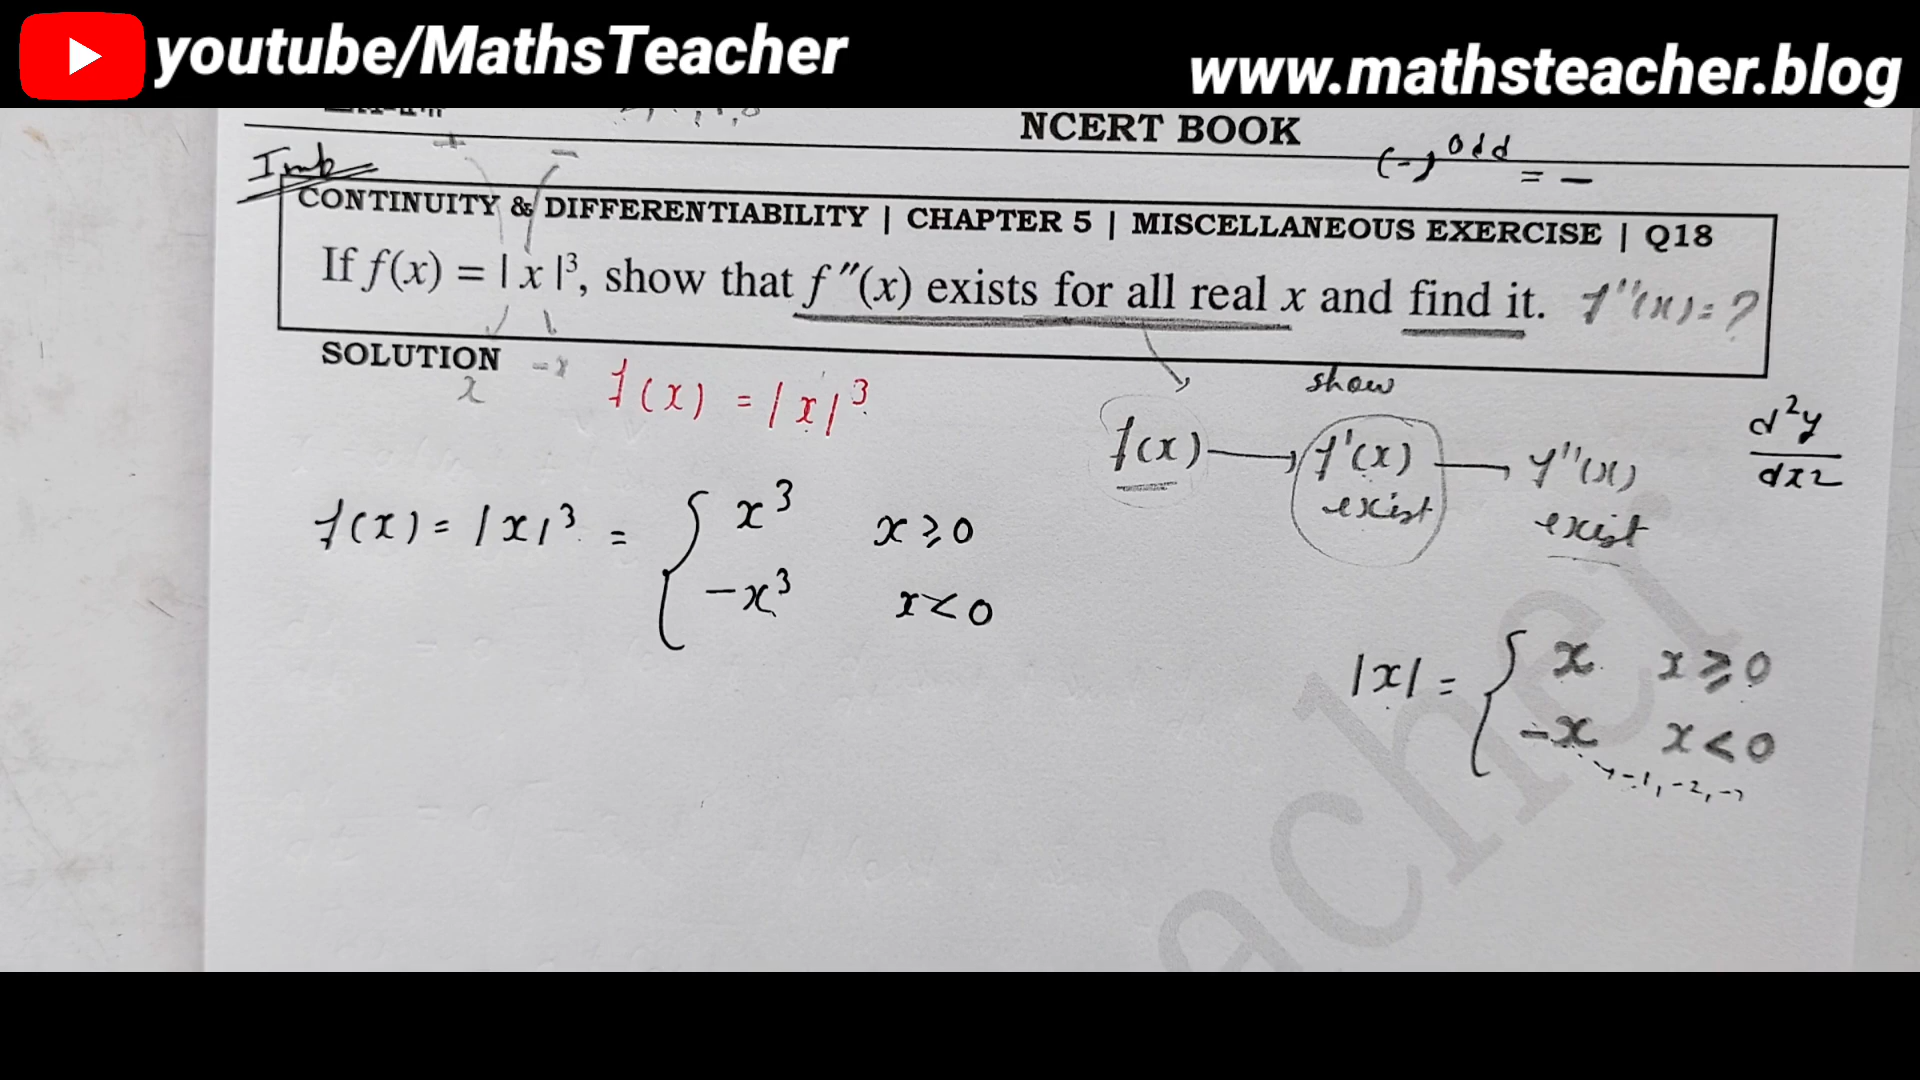 youtube/MathsTeacher
www.mathsteacher.blog
NCERT BOOK
(-)^odd = -
Imp
CONTINUITY & DIFFERENTIABILITY | CHAPTER 5 | MISCELLANEOUS EXERCISE | Q18
If f(x) = | x |³, show that f ″(x) exists for all real x and find it. f''(x)=?
SOLUTION
x -x
f(x) = |x|³
show
f(x) → f'(x) → f''(x)
exist exist
d²y
dx2
f(x) = |x|³ = { x³ x ≥ 0
-x³ x < 0
|x| = { x x ≥ 0
-x x < 0
-1, -2, -
acher